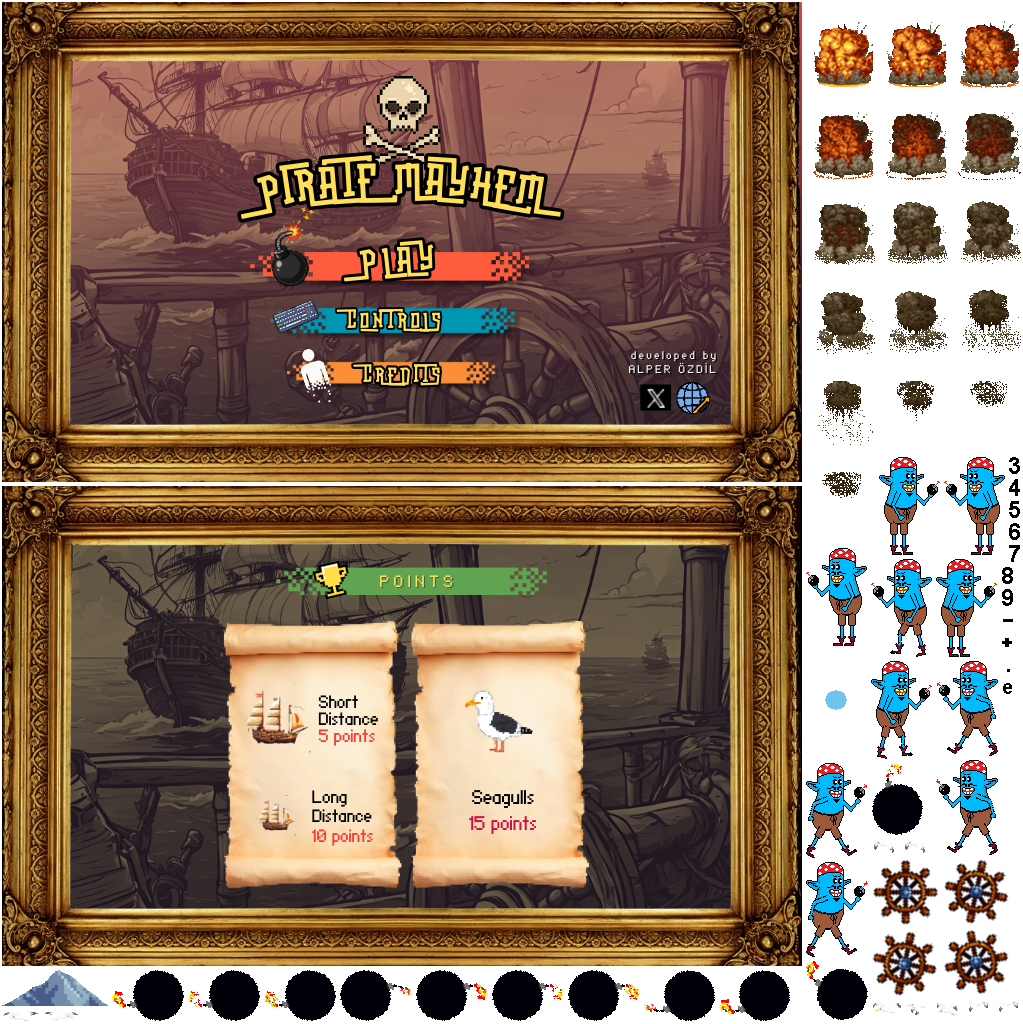 PIRATE MAYHEM
PLAY
CONTROLS
CREDITS
developed by
ALPER ÖZDİL
X
POINTS
Short
Distance
5 points
Long
Distance
10 points
Seagulls
15 points
3
4
5
6
7
8
9
-
+
.
e